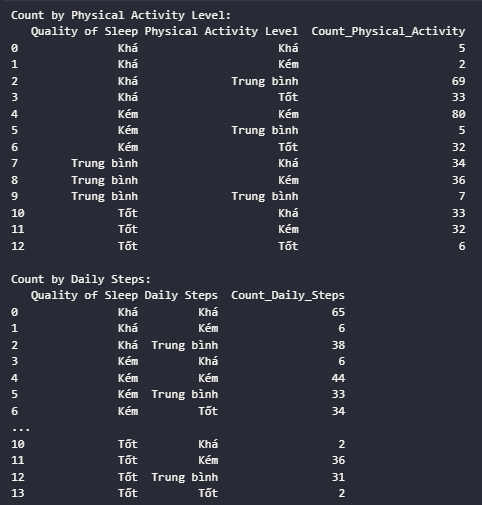 Count by Physical Activity Level:
Quality of Sleep Physical Activity Level Count_Physical_Activity
0 Khá Khá 5
1 Khá Kém 2
2 Khá Trung bình 69
3 Khá Tốt 33
4 Kém Kém 80
5 Kém Trung bình 5
6 Kém Tốt 32
7 Trung bình Khá 34
8 Trung bình Kém 36
9 Trung bình Trung bình 7
10 Tốt Khá 33
11 Tốt Kém 32
12 Tốt Tốt 6
Count by Daily Steps:
Quality of Sleep Daily Steps Count_Daily_Steps
0 Khá Khá 65
1 Khá Kém 6
2 Khá Trung bình 38
3 Kém Khá 6
4 Kém Kém 44
5 Kém Trung bình 33
6 Kém Tốt 34
...
10 Tốt Khá 2
11 Tốt Kém 36
12 Tốt Trung bình 31
13 Tốt Tốt 2